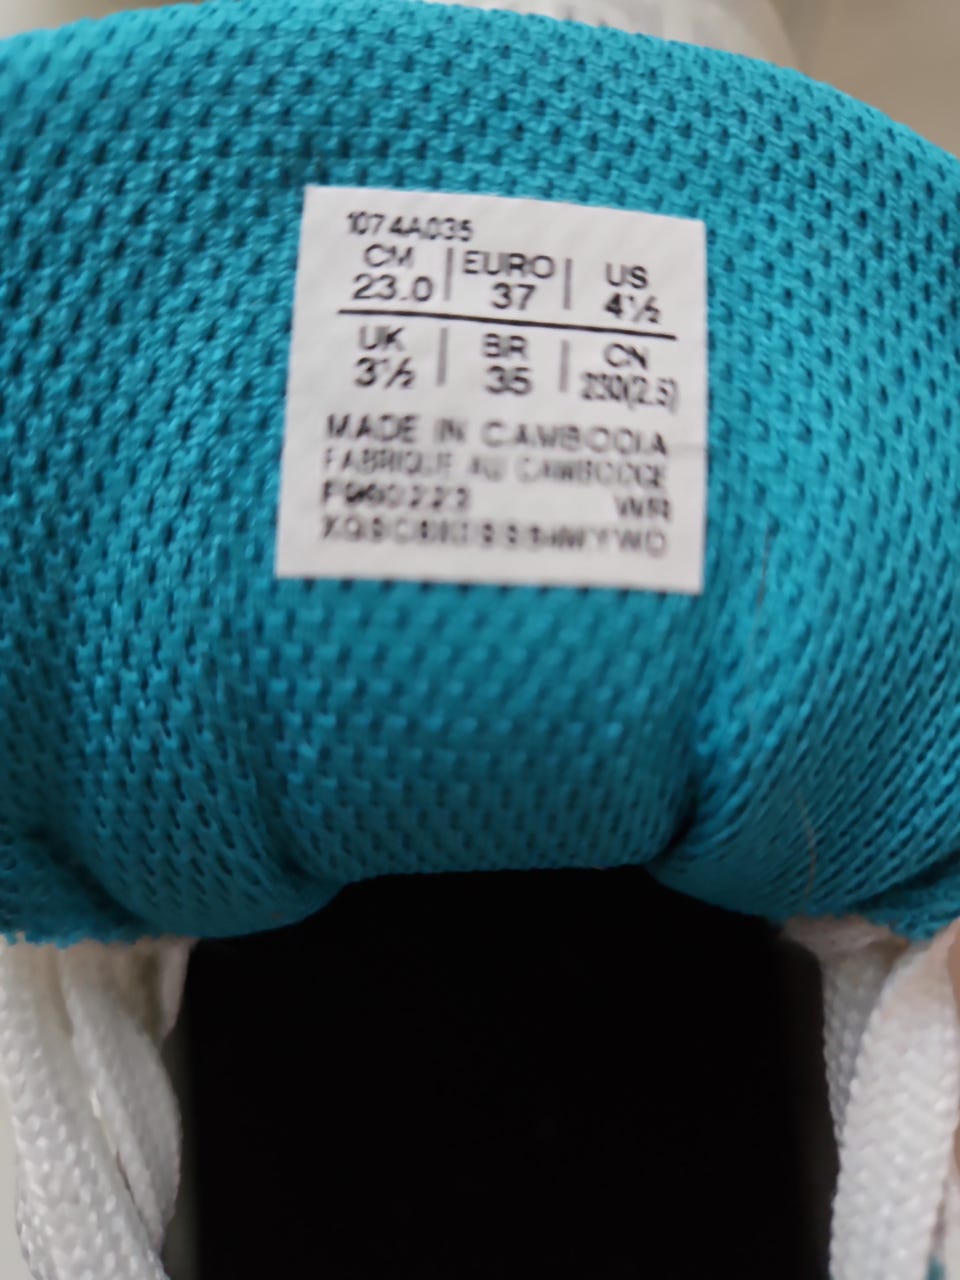 1074A035
CM EURO US
23.0 37 4½
UK BR CN
3½ 35 230(2.5)
MADE IN CAMBODIA
FABRIQUE AU CAMBODGE